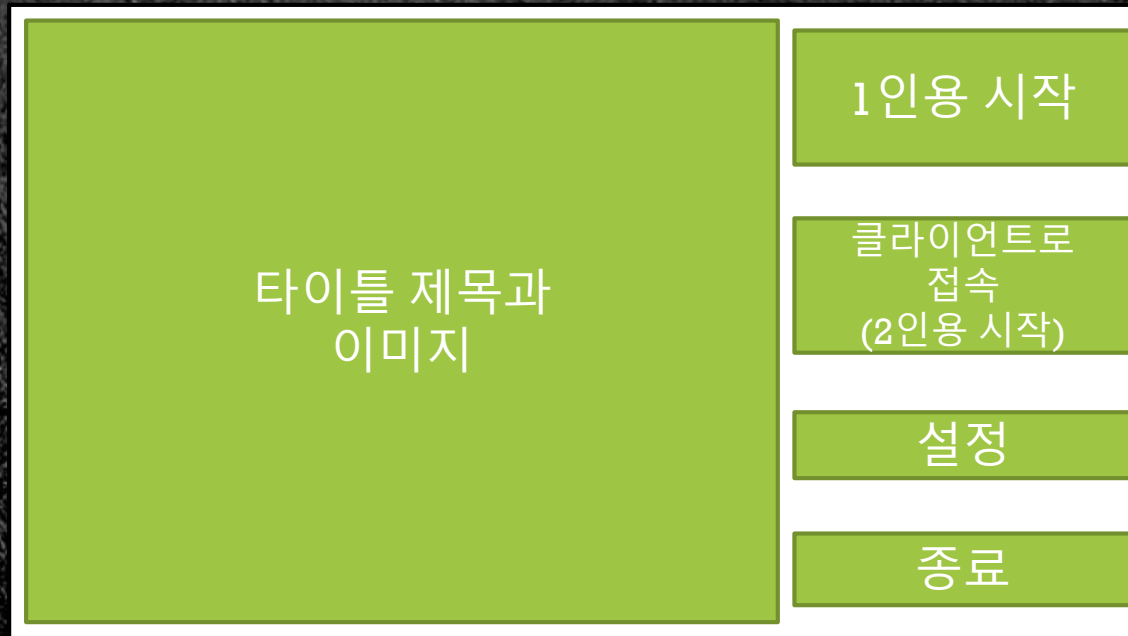 타이틀 제목과
이미지
1인용 시작
클라이언트로
접속
(2인용 시작)
설정
종료